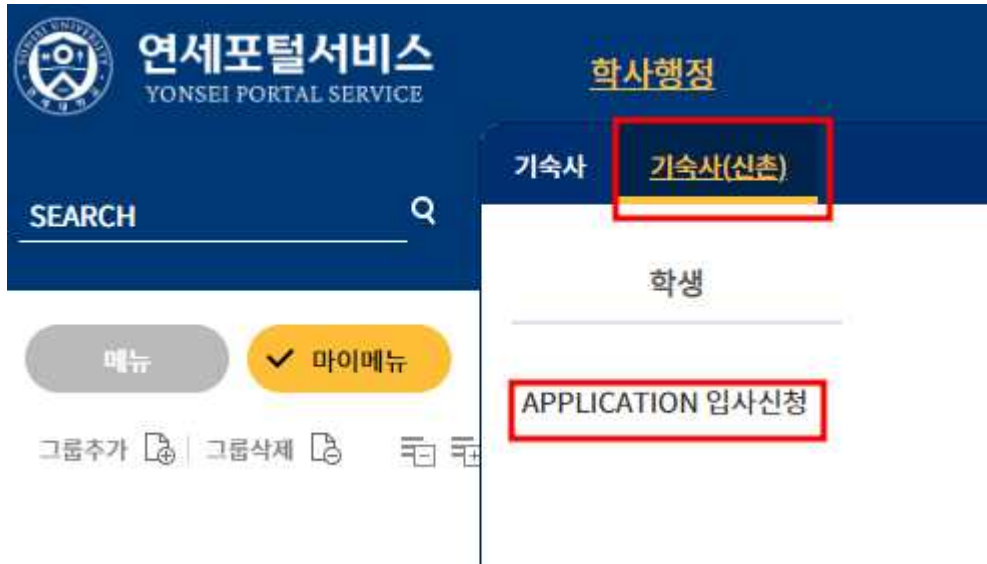 연세포털서비스
YONSEI PORTAL SERVICE
학사행정
기숙사
기숙사(신촌)
SEARCH
학생
메뉴
마이메뉴
APPLICATION 입사신청
그룹추가
그룹삭제